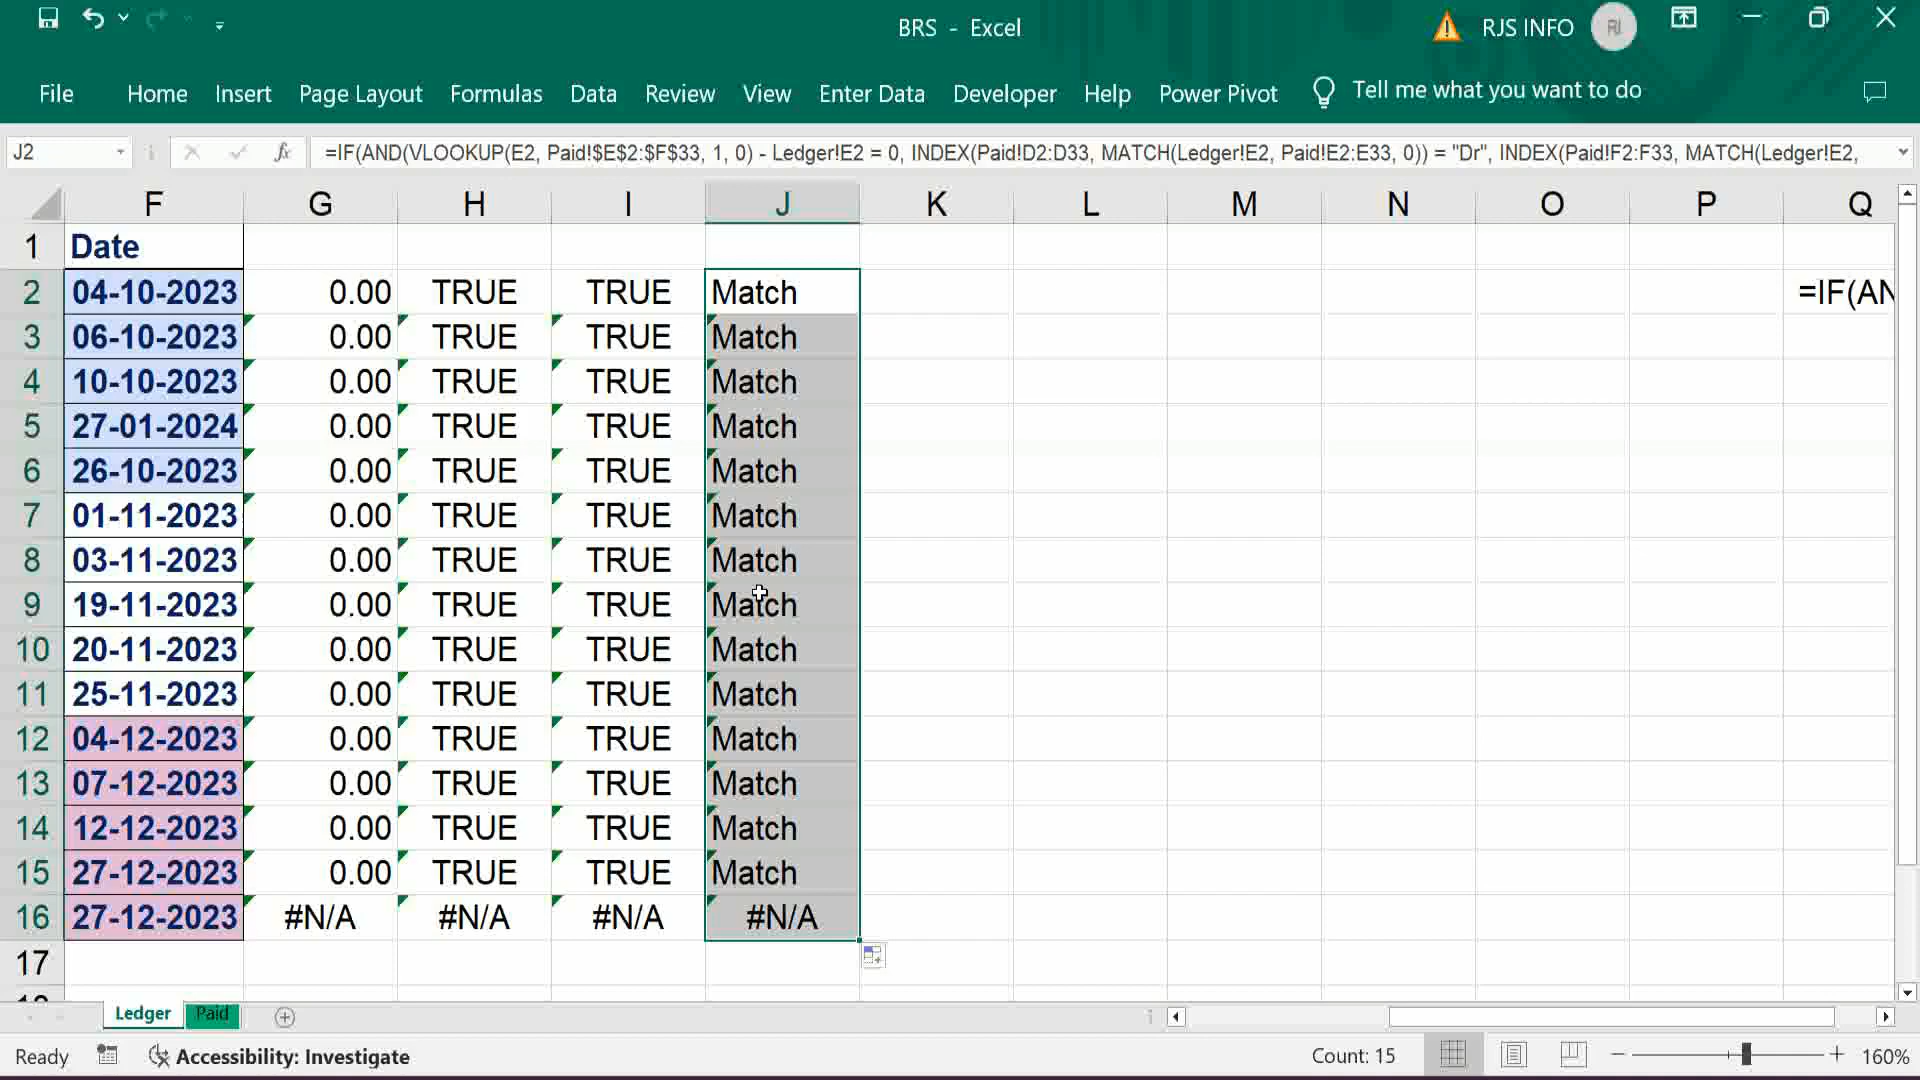 BRS - Excel
RJS INFO
RJ
File Home Insert Page Layout Formulas Data Review View Enter Data Developer Help Power Pivot Tell me what you want to do
J2 fx =IF(AND(VLOOKUP(E2, Paid!$E$2:$F$33, 1, 0) - Ledger!E2 = 0, INDEX(Paid!D2:D33, MATCH(Ledger!E2, Paid!E2:E33, 0)) = "Dr", INDEX(Paid!F2:F33, MATCH(Ledger!E2,
F G H I J K L M N O P Q
1 Date
2 04-10-2023 0.00 TRUE TRUE Match =IF(AN
3 06-10-2023 0.00 TRUE TRUE Match
4 10-10-2023 0.00 TRUE TRUE Match
5 27-01-2024 0.00 TRUE TRUE Match
6 26-10-2023 0.00 TRUE TRUE Match
7 01-11-2023 0.00 TRUE TRUE Match
8 03-11-2023 0.00 TRUE TRUE Match
9 19-11-2023 0.00 TRUE TRUE Match
10 20-11-2023 0.00 TRUE TRUE Match
11 25-11-2023 0.00 TRUE TRUE Match
12 04-12-2023 0.00 TRUE TRUE Match
13 07-12-2023 0.00 TRUE TRUE Match
14 12-12-2023 0.00 TRUE TRUE Match
15 27-12-2023 0.00 TRUE TRUE Match
16 27-12-2023 #N/A #N/A #N/A #N/A
17
Ledger Paid
Ready Accessibility: Investigate Count: 15 160%